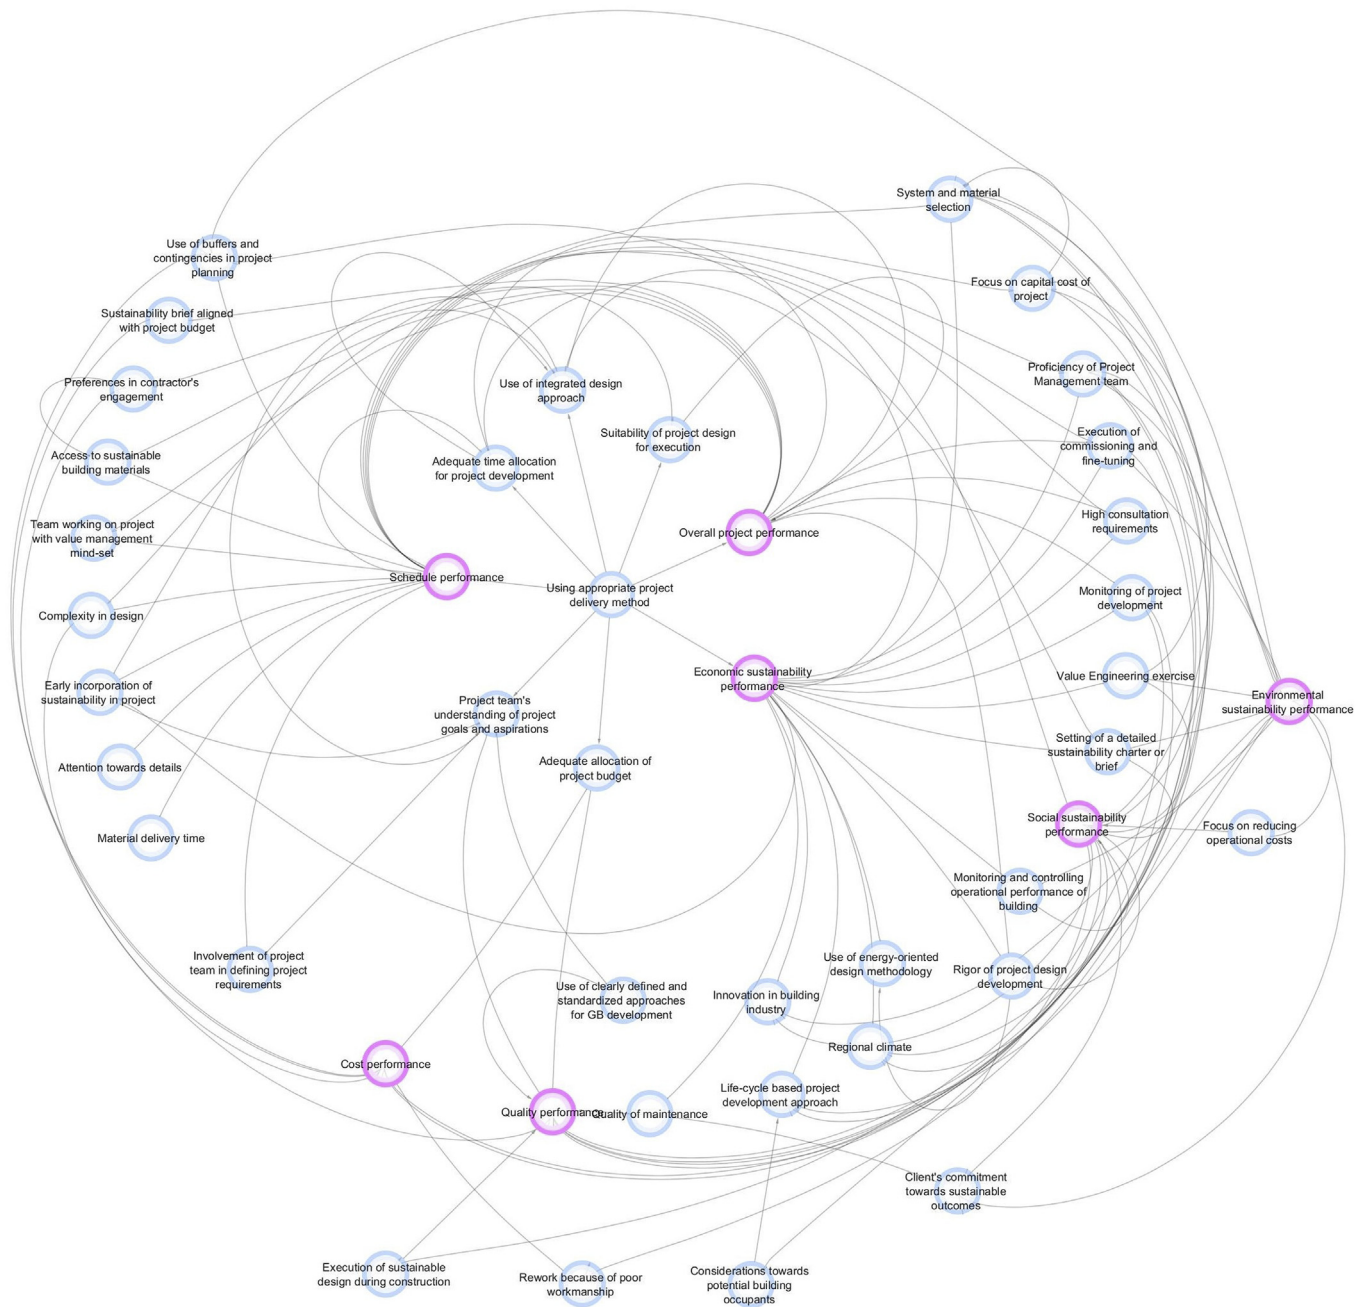 System and material
selection
Use of buffers and
contingencies in project
planning
Focus on capital cost of
project
Sustainability brief aligned
with project budget
Preferences in contractor's
engagement
Use of integrated design
approach
Proficiency of Project
Management team
Suitability of project design
for execution
Execution of
commissioning and
fine-tuning
Access to sustainable
building materials
Adequate time allocation
for project development
High consultation
requirements
Team working on project
with value management
mind-set
Overall project performance
Schedule performance
Using appropriate project
delivery method
Monitoring of project
development
Complexity in design
Economic sustainability
performance
Value Engineering exercise
Early incorporation of
sustainability in project
Environmental
sustainability performance
Project team's
understanding of project
goals and aspirations
Setting of a detailed
sustainability charter or
brief
Attention towards details
Adequate allocation of
project budget
Social sustainability
performance
Focus on reducing
operational costs
Material delivery time
Monitoring and controlling
operational performance of
building
Involvement of project
team in defining project
requirements
Use of energy-oriented
design methodology
Rigor of project design
development
Use of clearly defined and
standardized approaches
for GB development
Innovation in building
industry
Regional climate
Cost performance
Life-cycle based project
development approach
Quality performance
Quality of maintenance
Client's commitment
towards sustainable
outcomes
Execution of sustainable
design during construction
Rework because of poor
workmanship
Considerations towards
potential building
occupants